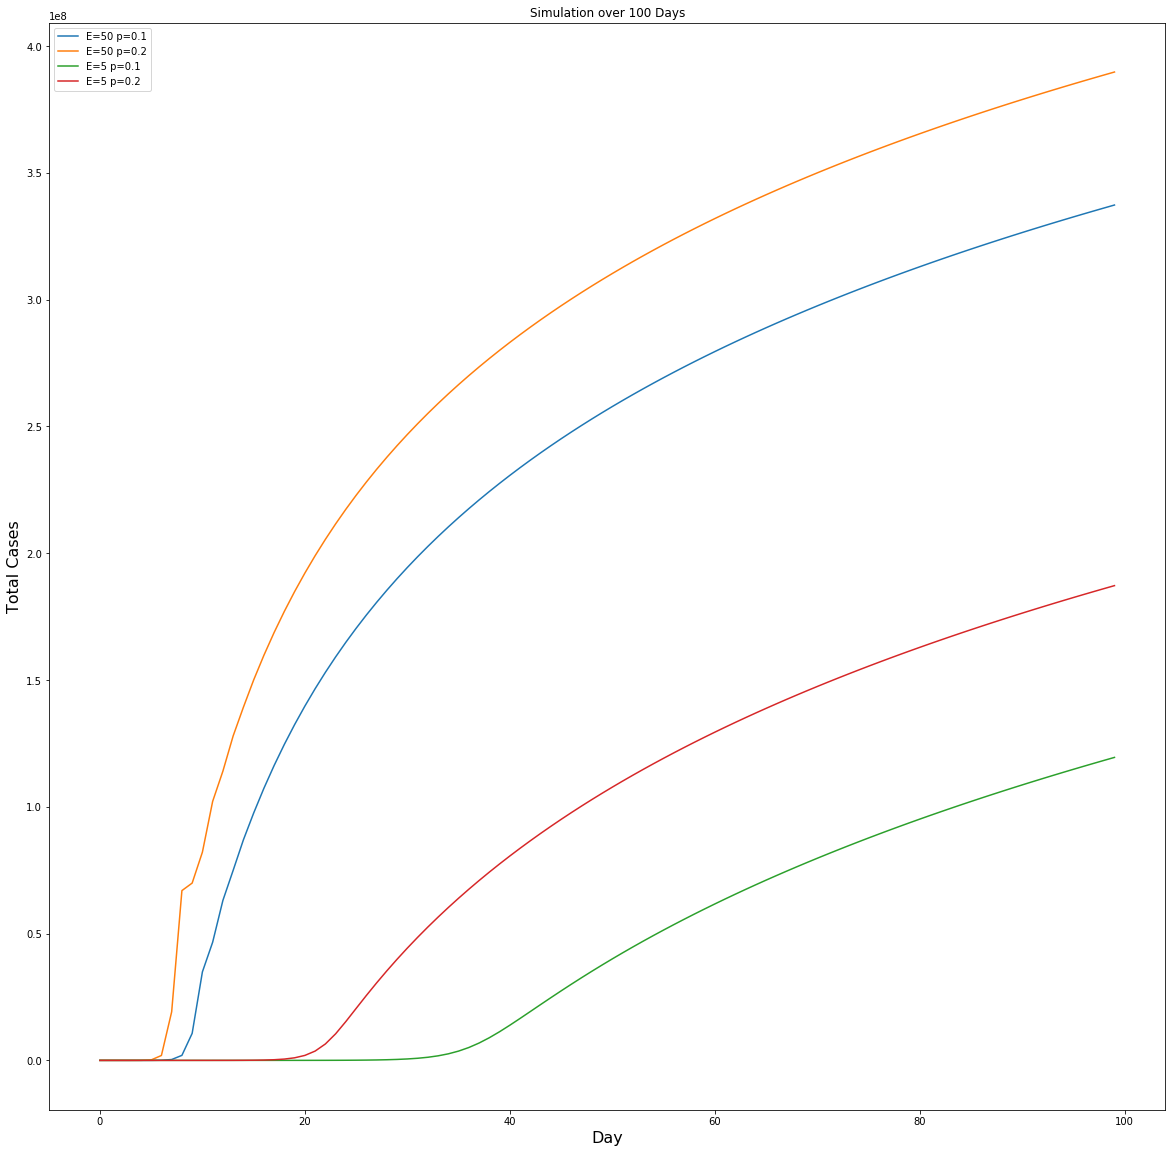 Simulation over 100 Days
1e8
E=50 p=0.1
E=50 p=0.2
E=5 p=0.1
E=5 p=0.2
4.0
3.5
3.0
2.5
2.0
1.5
1.0
0.5
0.0
Total Cases
0 20 40 60 80 100
Day